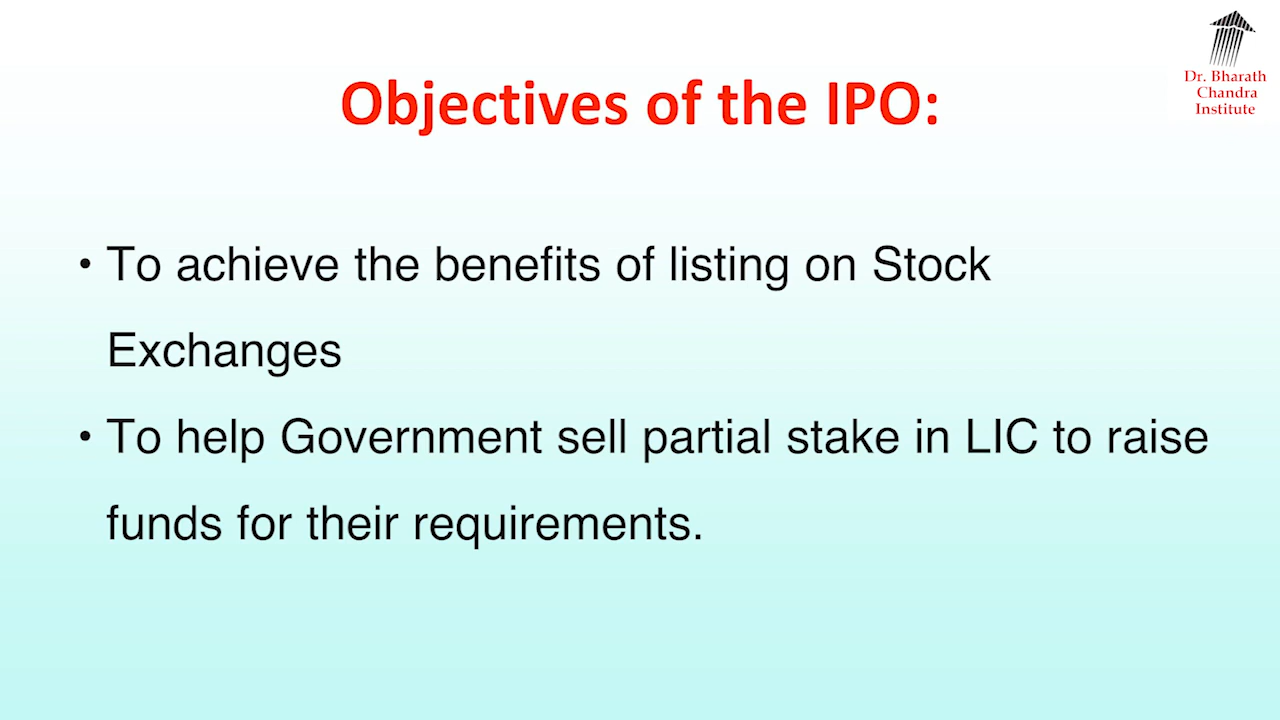 Dr. Bharath
Chandra
Institute
Objectives of the IPO:
• To achieve the benefits of listing on Stock
Exchanges
• To help Government sell partial stake in LIC to raise
funds for their requirements.